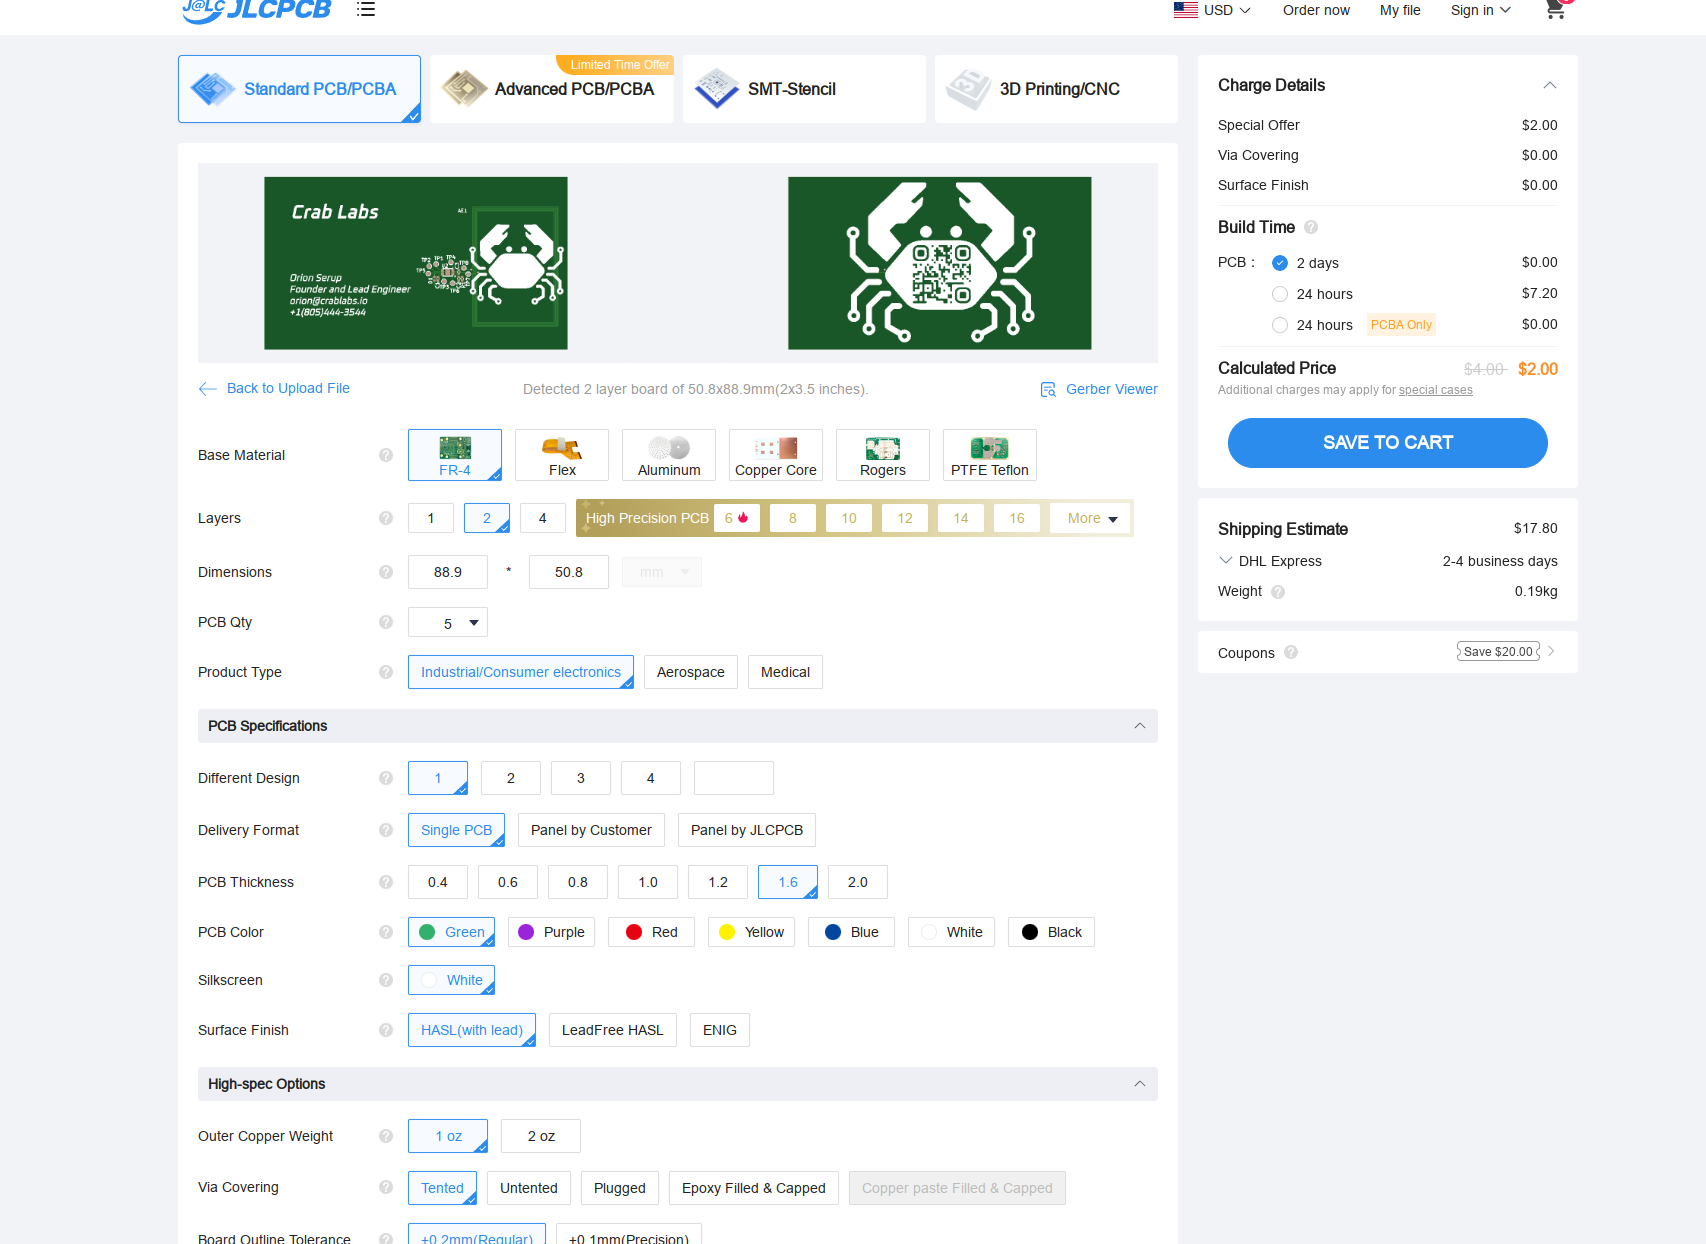 J@LC JLCPCB
USD
Order now
My file
Sign in
Standard PCB/PCBA
Limited Time Offer
Advanced PCB/PCBA
SMT-Stencil
3D Printing/CNC
Crab Labs
AE1
TP2 TP1 TP4
Orion Serup
Founder and Lead Engineer
orion@crablabs.io
+1(805)444-3544
Back to Upload File
Detected 2 layer board of 50.8x88.9mm(2x3.5 inches).
Gerber Viewer
Base Material
FR-4
Flex
Aluminum
Copper Core
Rogers
PTFE Teflon
Layers
1
2
4
High Precision PCB
6
8
10
12
14
16
More
Dimensions
88.9
*
50.8
mm
PCB Qty
5
Product Type
Industrial/Consumer electronics
Aerospace
Medical
PCB Specifications
Different Design
1
2
3
4
Delivery Format
Single PCB
Panel by Customer
Panel by JLCPCB
PCB Thickness
0.4
0.6
0.8
1.0
1.2
1.6
2.0
PCB Color
Green
Purple
Red
Yellow
Blue
White
Black
Silkscreen
White
Surface Finish
HASL(with lead)
LeadFree HASL
ENIG
High-spec Options
Outer Copper Weight
1 oz
2 oz
Via Covering
Tented
Untented
Plugged
Epoxy Filled & Capped
Copper paste Filled & Capped
Board Outline Tolerance
±0.2mm(Regular)
±0.1mm(Precision)
Charge Details
Special Offer
$2.00
Via Covering
$0.00
Surface Finish
$0.00
Build Time
PCB :
2 days
$0.00
24 hours
$7.20
24 hours
PCBA Only
$0.00
Calculated Price
$4.00
$2.00
Additional charges may apply for special cases
SAVE TO CART
Shipping Estimate
$17.80
DHL Express
2-4 business days
Weight
0.19kg
Coupons
Save $20.00